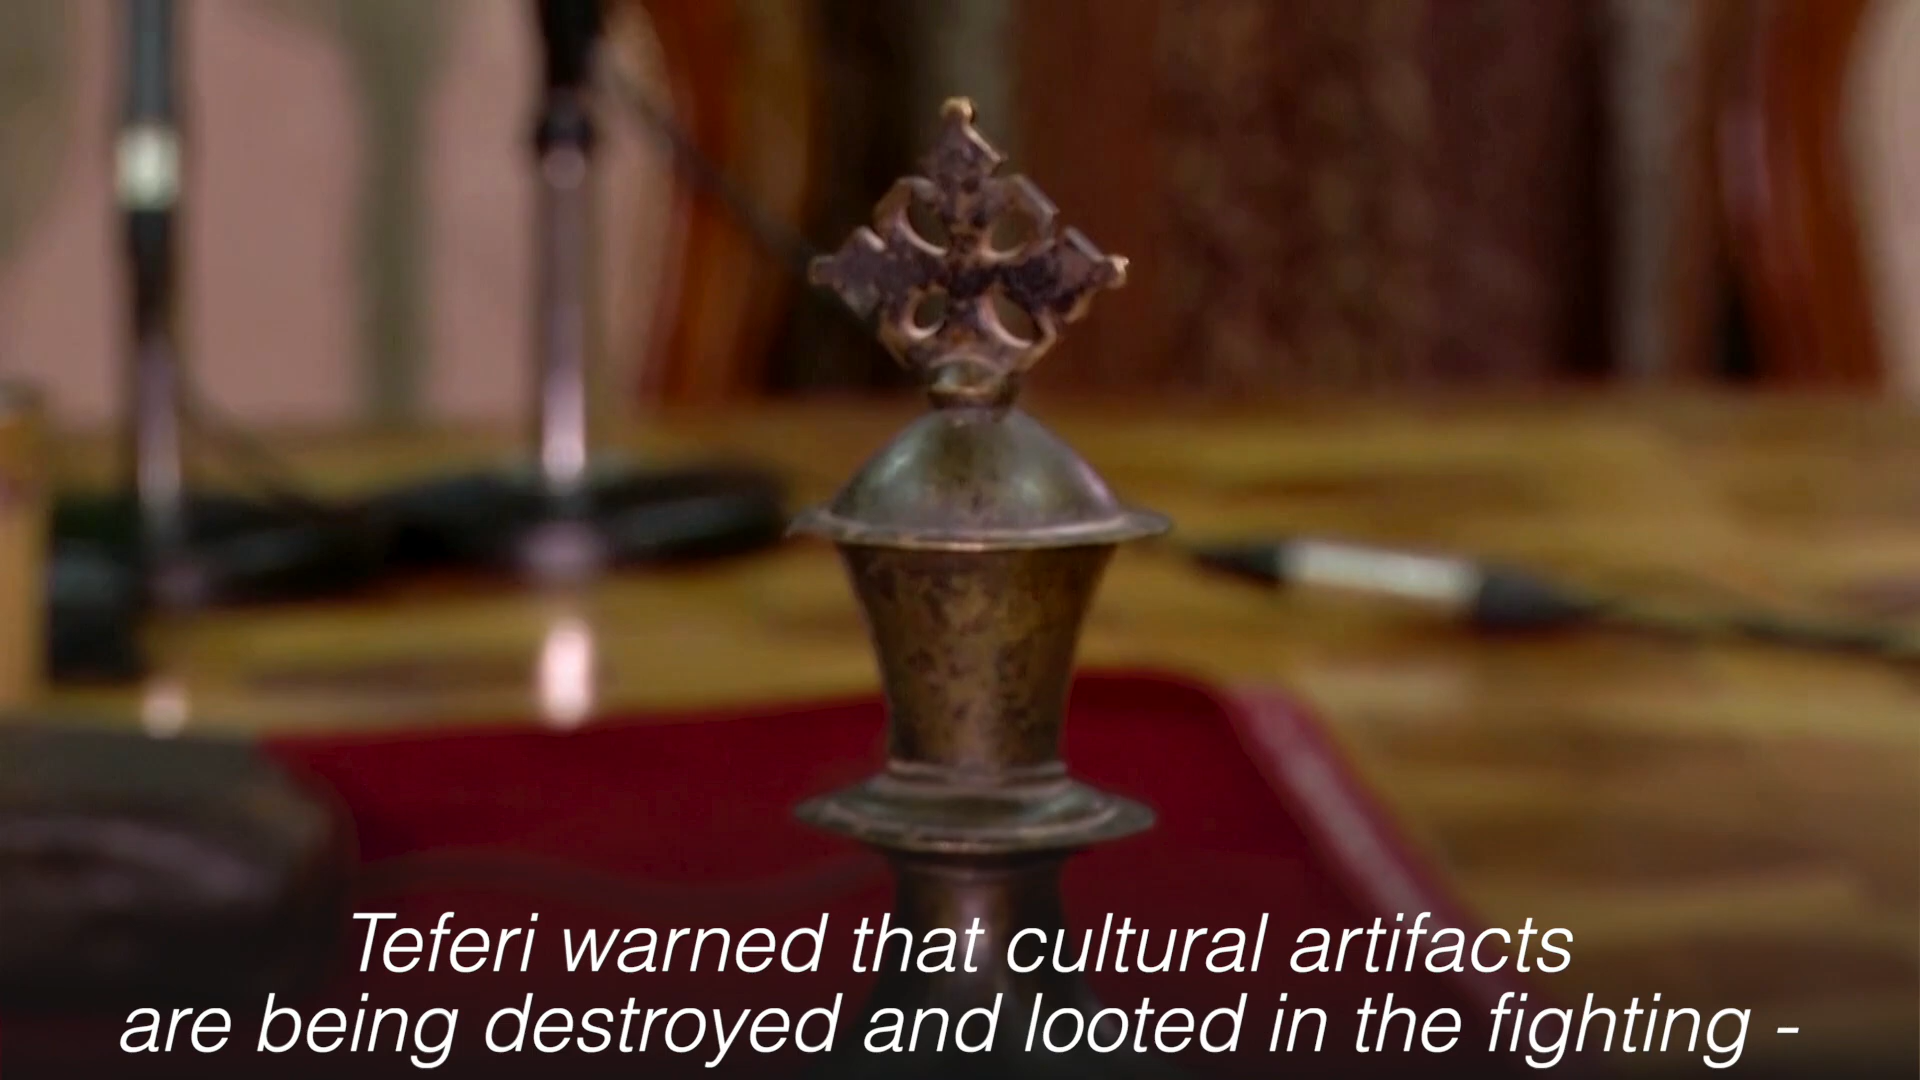 Teferi warned that cultural artifacts
are being destroyed and looted in the fighting -